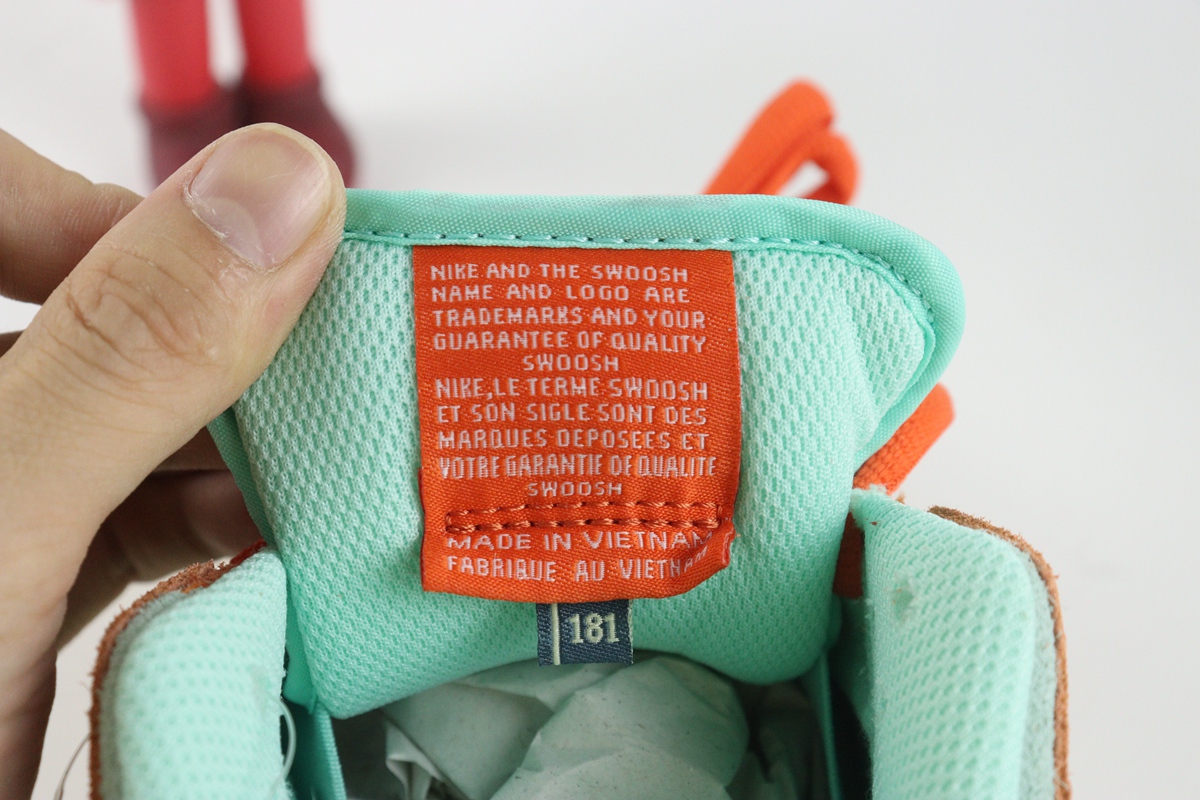 NIKE AND THE SWOOSH
NAME AND LOGO ARE
TRADEMARKS AND YOUR
GUARANTEE OF QUALITY
SWOOSH
NIKE, LE TERME SWOOSH
ET SON SIGLE SONT DES
MARQUES DEPOSEES ET
VOTRE GARANTIE DE QUALITE
SWOOSH
MADE IN VIETNAM
FABRIQUE AU VIETNAM
181